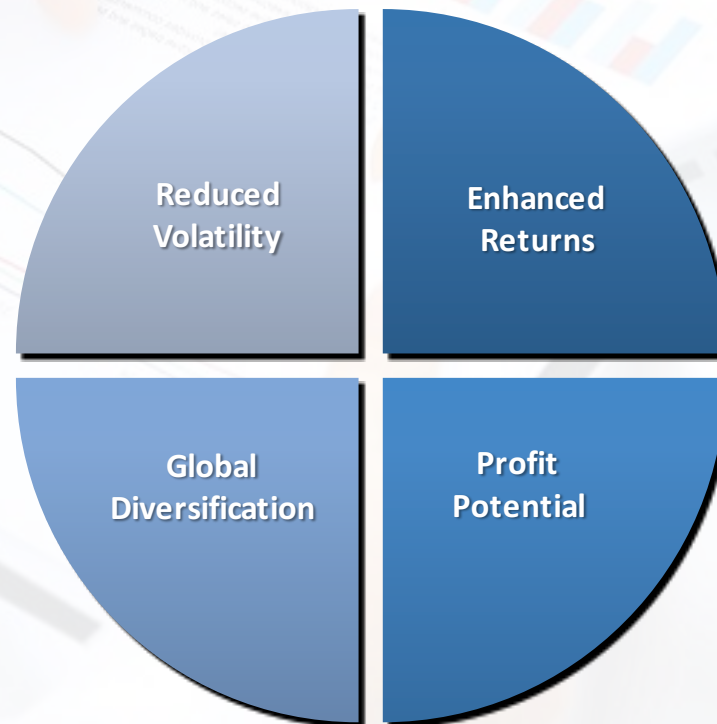 Reduced
Volatility
Enhanced
Returns
Global
Diversification
Profit
Potential